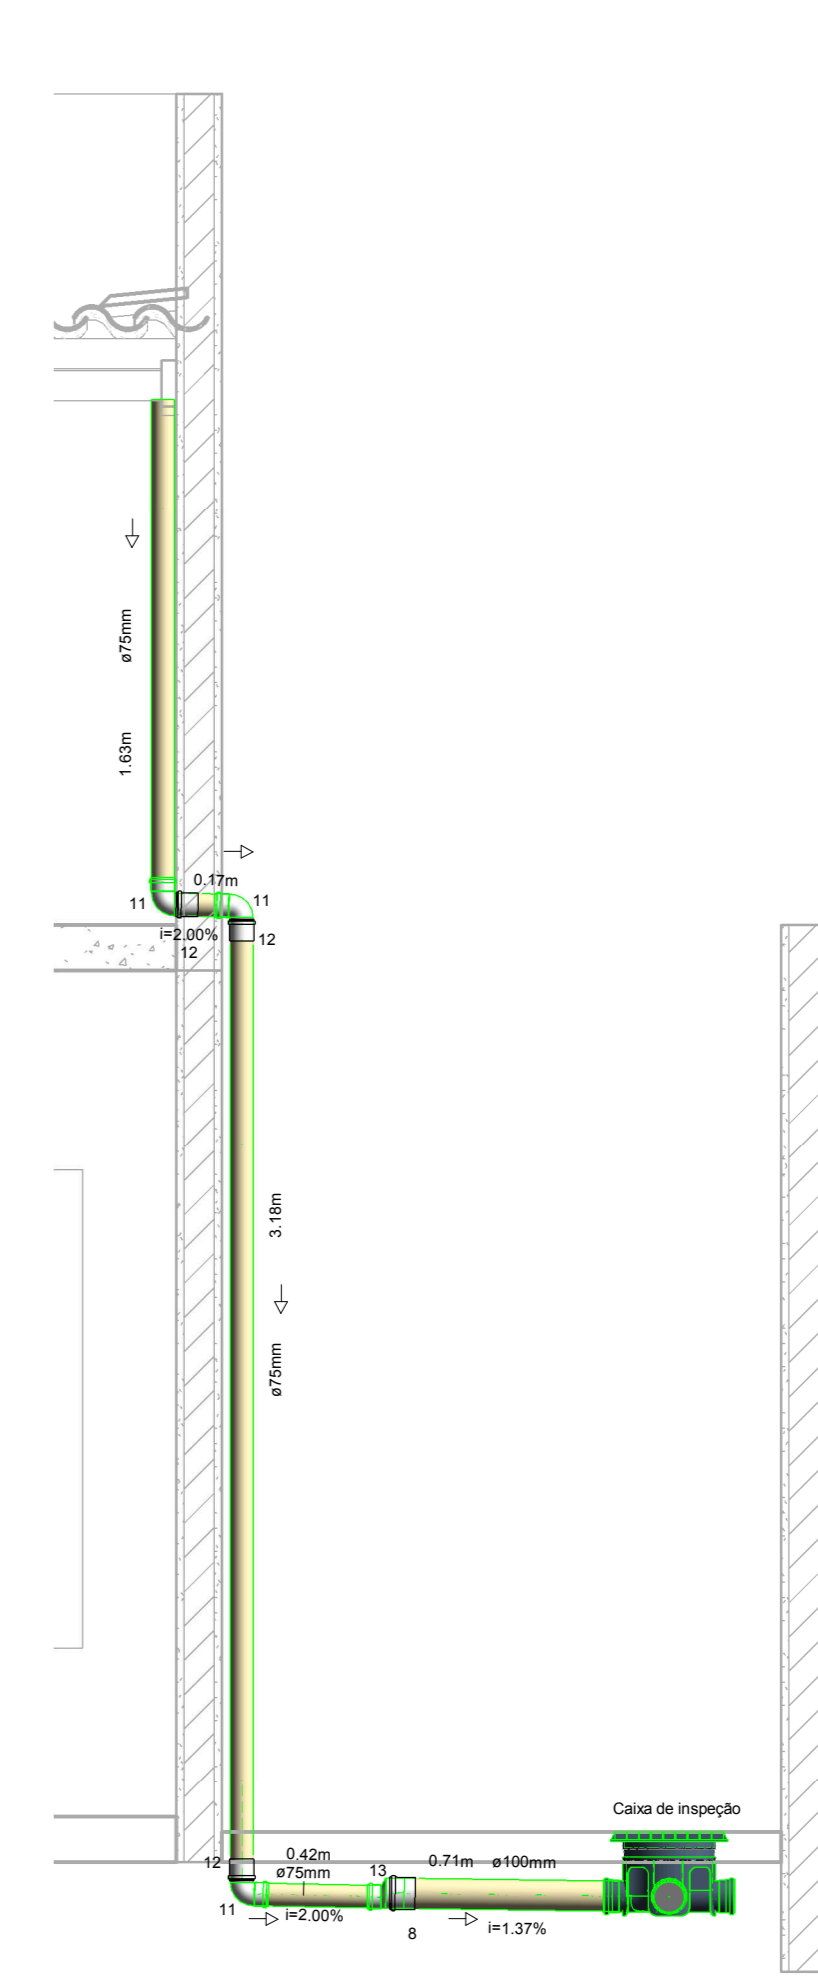 ø75mm
1.63m
0.17m
11
11
i=2.00%
12
12
3.18m
ø75mm
Caixa de inspeção
12
0.42m
ø75mm
13
0.71m ø100mm
11
i=2.00%
8
i=1.37%